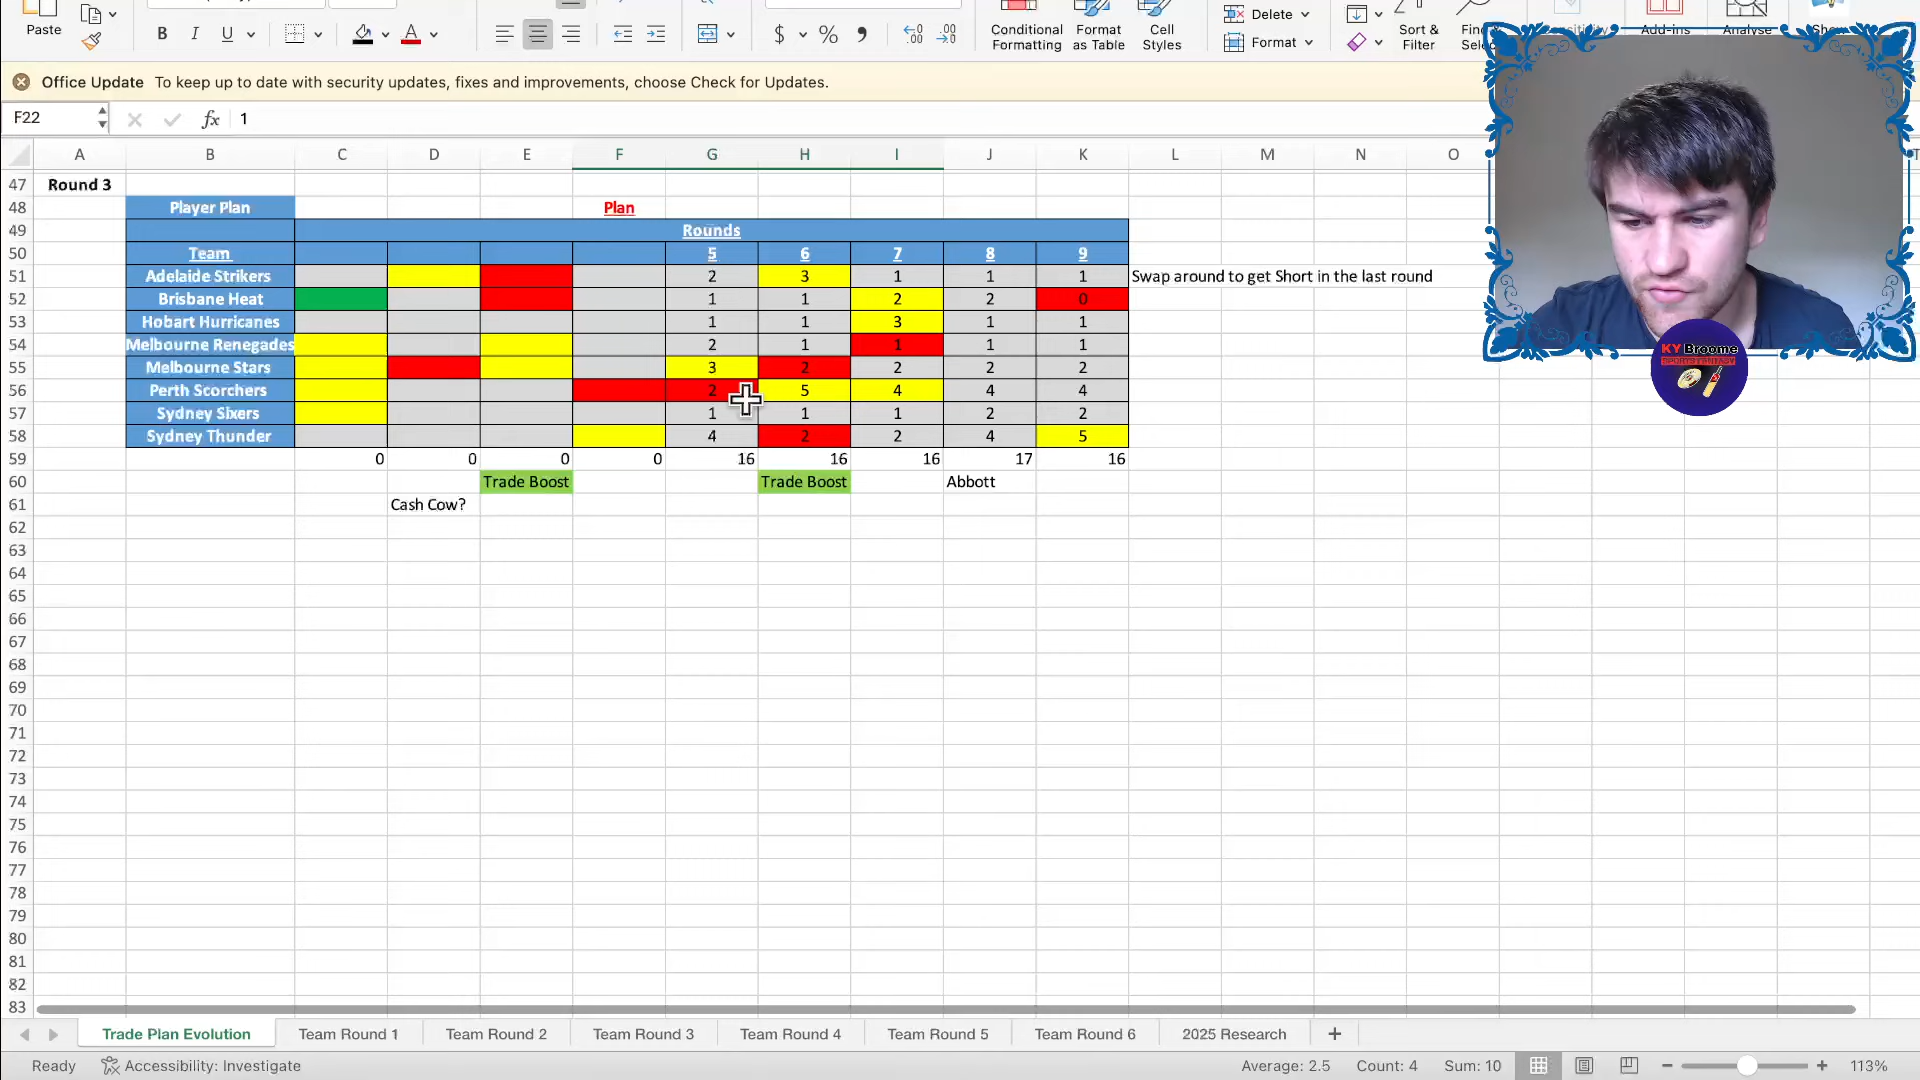 Paste
B I U
$ % ,
Conditional Formatting
Format as Table
Cell Styles
Delete
Format
Sort & Filter
Add-ins
Analyse
Office Update To keep up to date with security updates, fixes and improvements, choose Check for Updates.
F22 fx 1
A B C D E F G H I J K L M N O
47 Round 3
48 Player Plan Plan
49 Rounds
50 Team 5 6 7 8 9
51 Adelaide Strikers 2 3 1 1 1 Swap around to get Short in the last round
52 Brisbane Heat 1 1 2 2 0
53 Hobart Hurricanes 1 1 3 1 1
54 Melbourne Renegades 2 1 1 1 1
55 Melbourne Stars 3 2 2 2 2
56 Perth Scorchers 2 5 4 4 4
57 Sydney Sixers 1 1 1 2 2
58 Sydney Thunder 4 2 2 4 5
59 0 0 0 0 16 16 16 17 16
60 Trade Boost Trade Boost Abbott
61 Cash Cow?
62
63
64
65
66
67
68
69
70
71
72
73
74
75
76
77
78
79
80
81
82
83
KY Broome
Trade Plan Evolution Team Round 1 Team Round 2 Team Round 3 Team Round 4 Team Round 5 Team Round 6 2025 Research +
Ready Accessibility: Investigate Average: 2.5 Count: 4 Sum: 10 113%